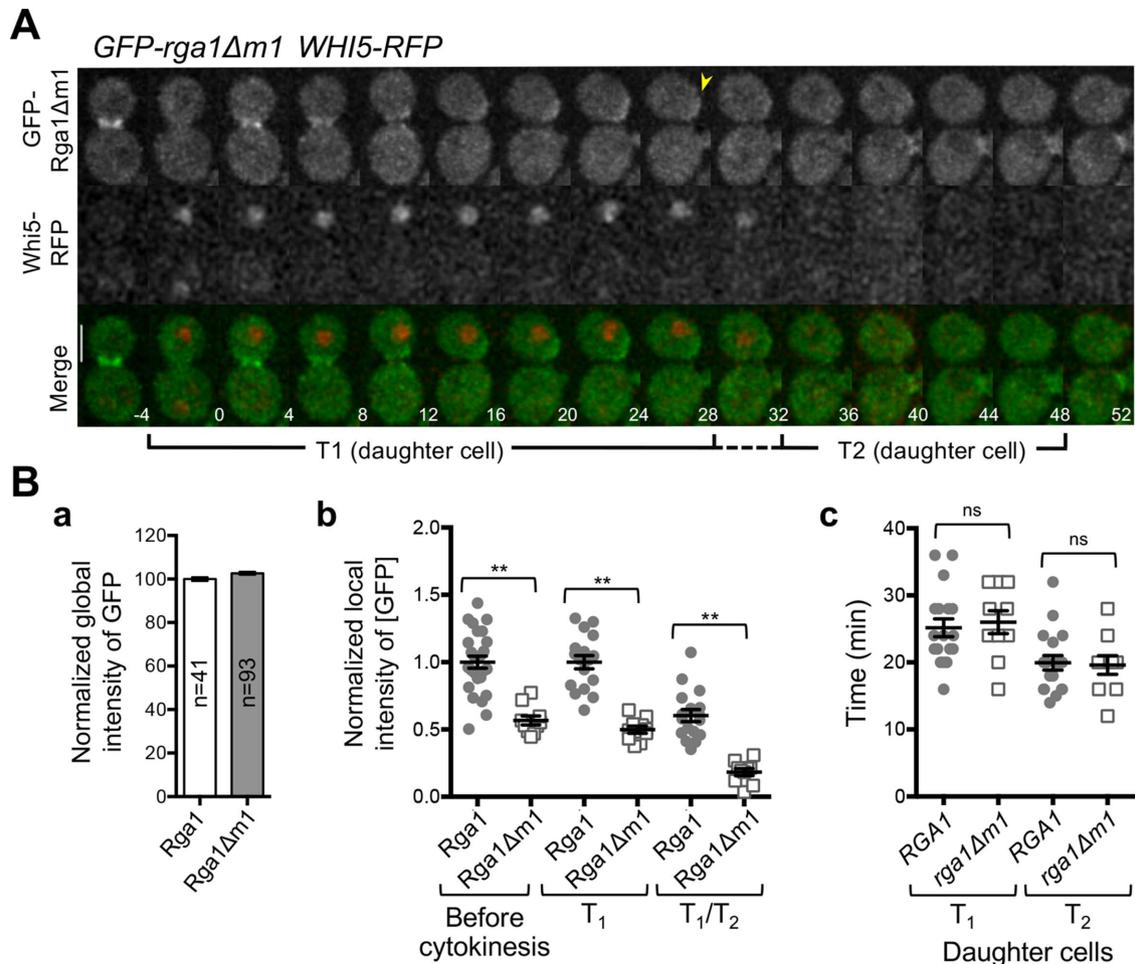 A
GFP-rga1Δm1 WHI5-RFP
GFP-
Rga1Δm1
Whi5-
RFP
Merge
-4 0 4 8 12 16 20 24 28 32 36 40 44 48 52
T1 (daughter cell) T2 (daughter cell)
B
a
Normalized global
intensity of GFP
120
100
80
60
40
20
0
n=41
n=93
Rga1
Rga1Δm1
b
Normalized local
intensity of [GFP]
2.0
1.5
1.0
0.5
0.0
**
**
**
Rga1
Rga1Δm1
Rga1
Rga1Δm1
Rga1
Rga1Δm1
Before
cytokinesis
T1
T1/T2
c
Time (min)
40
30
20
10
0
ns
ns
RGA1
rga1Δm1
RGA1
rga1Δm1
T1
T2
Daughter cells